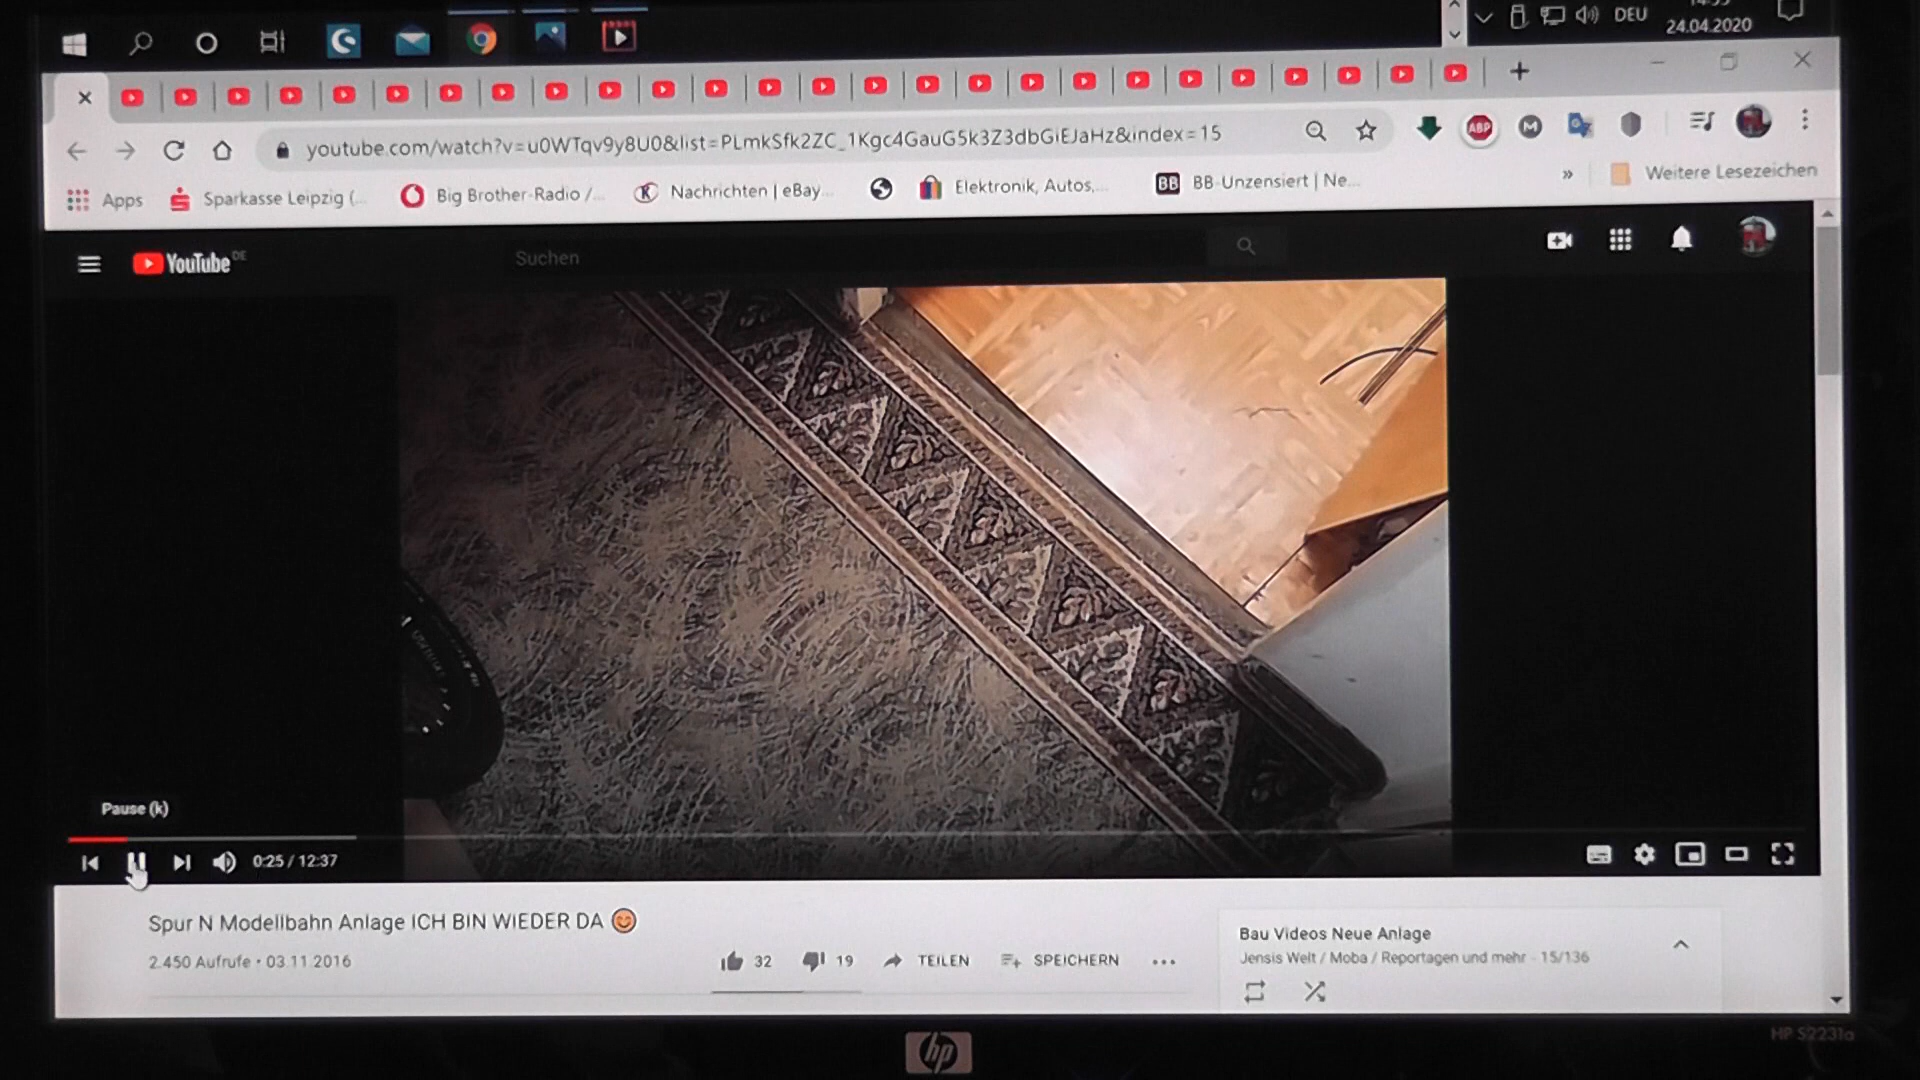 DEU
24.04.2020
youtube.com/watch?v=u0WTqv9y8U0&list=PLmkSfk2ZC_1Kgc4GauG5k3Z3dbGiEJaHz&index=15
ABP
M
Apps
Sparkasse Leipzig (...
Big Brother-Radio /...
Nachrichten | eBay...
Elektronik, Autos,...
BB
BB-Unzensiert | Ne...
»
Weitere Lesezeichen
YouTube DE
Suchen
Pause (k)
0:25 / 12:37
Spur N Modellbahn Anlage ICH BIN WIEDER DA 😊
2.450 Aufrufe • 03.11.2016
32
19
TEILEN
SPEICHERN
Bau Videos Neue Anlage
Jensis Welt / Moba / Reportagen und mehr - 15/136
hp
HP S2231a